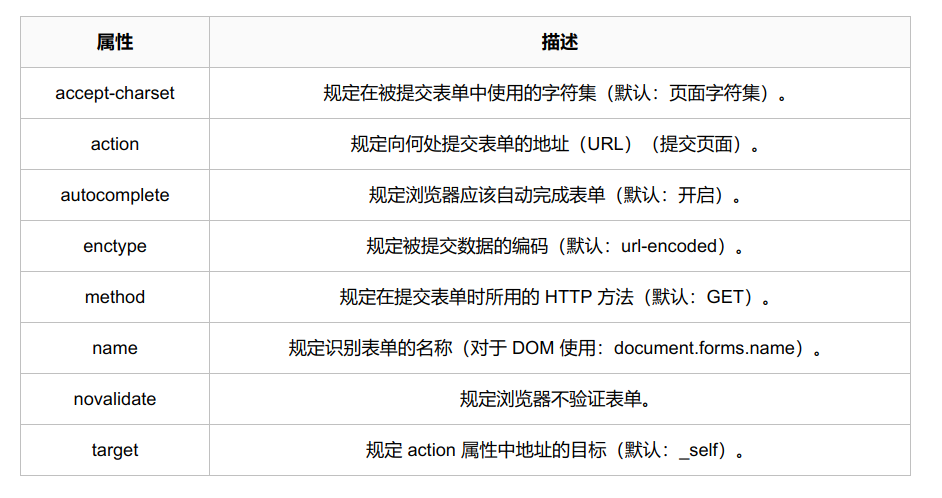 属性 描述
accept-charset 规定在被提交表单中使用的字符集（默认：页面字符集）。
action 规定向何处提交表单的地址（URL）（提交页面）。
autocomplete 规定浏览器应该自动完成表单（默认：开启）。
enctype 规定被提交数据的编码（默认：url-encoded）。
method 规定在提交表单时所用的 HTTP 方法（默认：GET）。
name 规定识别表单的名称（对于 DOM 使用：document.forms.name）。
novalidate 规定浏览器不验证表单。
target 规定 action 属性中地址的目标（默认：_self）。